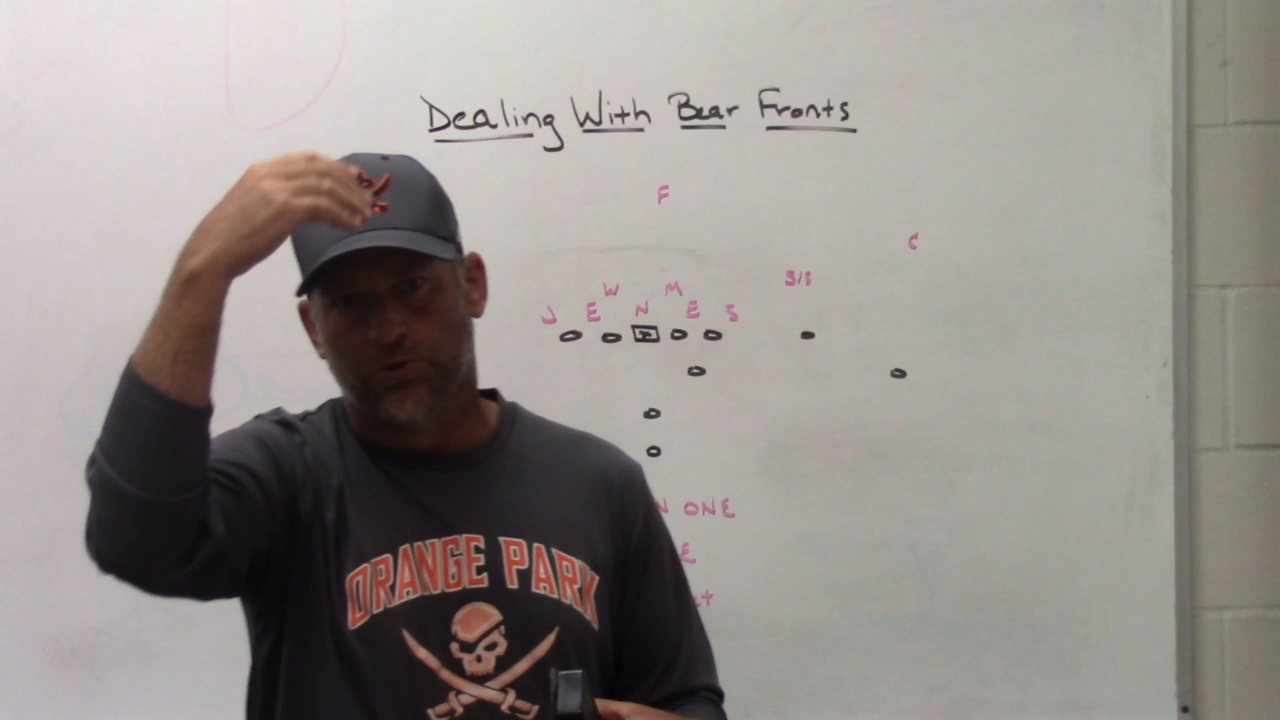 Dealing With Bear Fronts
F
C
S/S
W M
J E N E S
N ONE
E
ORANGE PARK